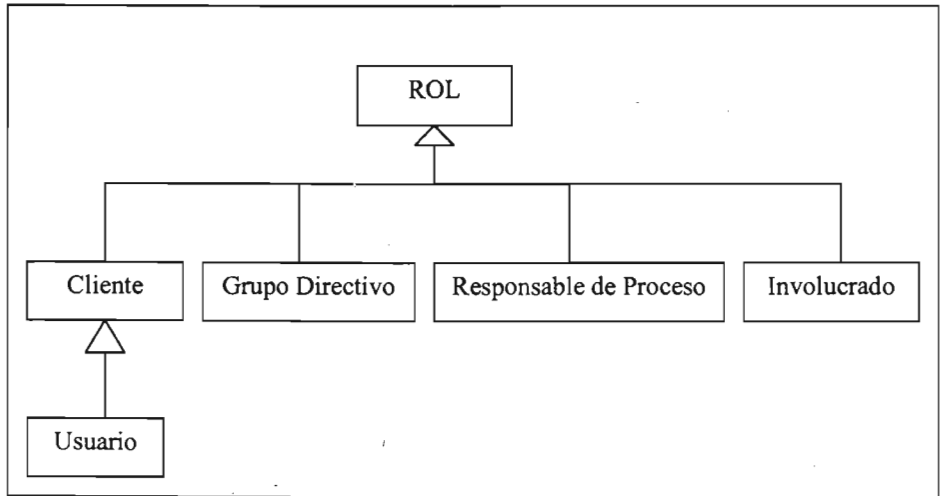 ROL
Cliente
Grupo Directivo
Responsable de Proceso
Involucrado
Usuario